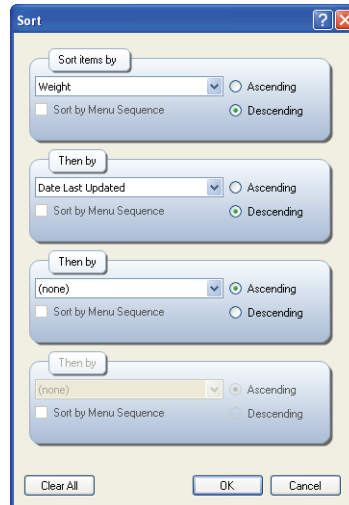 Sort
Sort items by
Weight
Ascending
Sort by Menu Sequence
Descending
Then by
Date Last Updated
Ascending
Sort by Menu Sequence
Descending
Then by
(none)
Ascending
Sort by Menu Sequence
Descending
Then by
(none)
Ascending
Sort by Menu Sequence
Descending
Clear All
OK
Cancel